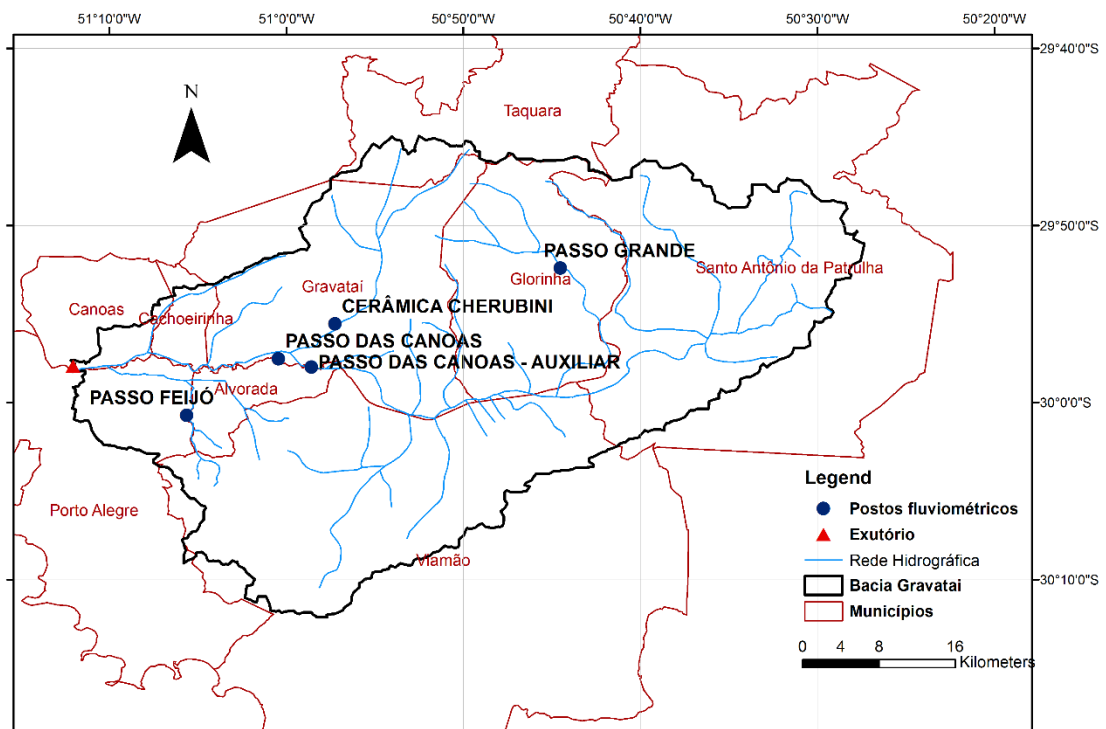 51°10'0"W 51°00'0"W 50°50'0"W 50°40'0"W 50°30'0"W 50°20'0"W
29°40'0"S
N
Taquara
29°50'0"S
PASSO GRANDE
Santo Antônio da Patrulha
Glorinha
Gravataí
Canoas
CERÂMICA CHERUBINI
Cachoeirinha
PASSO DAS CANOAS
PASSO DAS CANOAS - AUXILIAR
Alvorada
PASSO FEIJÓ
30°0'0"S
Legend
Postos fluviométricos
Exutório
Rede Hidrográfica
Bacia Gravatai
Municípios
Porto Alegre
Viamão
30°10'0"S
0 4 8 16
Kilometers